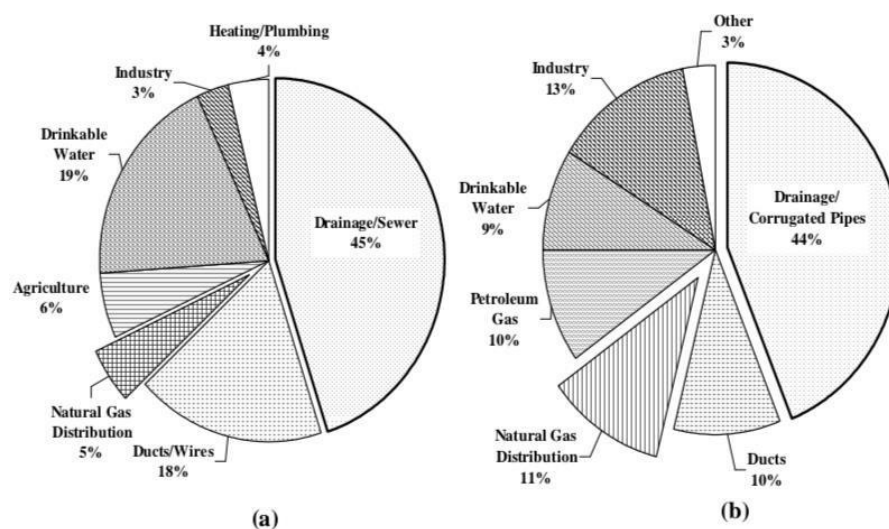 Heating/Plumbing
4%
Industry
3%
Drinkable
Water
19%
Agriculture
6%
Natural Gas
Distribution
5%
Ducts/Wires
18%
Drainage/Sewer
45%
(a)
Other
3%
Industry
13%
Drinkable
Water
9%
Petroleum
Gas
10%
Natural Gas
Distribution
11%
Ducts
10%
Drainage/
Corrugated Pipes
44%
(b)